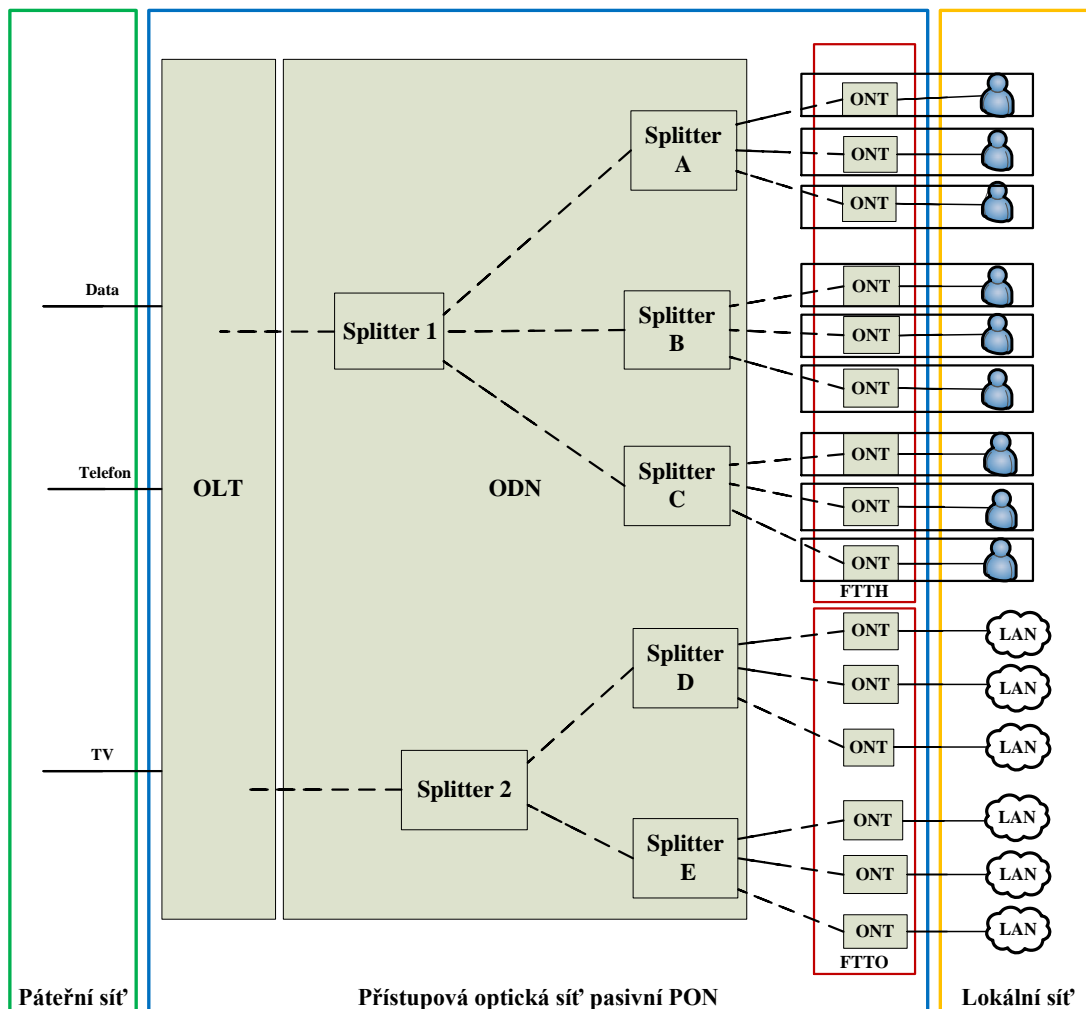 Data
Telefon
TV
OLT
ODN
Splitter 1
Splitter 2
Splitter
A
Splitter
B
Splitter
C
Splitter
D
Splitter
E
ONT
ONT
ONT
ONT
ONT
ONT
ONT
ONT
ONT
FTTH
ONT
ONT
ONT
ONT
ONT
ONT
FTTO
LAN
LAN
LAN
LAN
LAN
LAN
Páteřní síť
Přístupová optická síť pasivní PON
Lokální síť